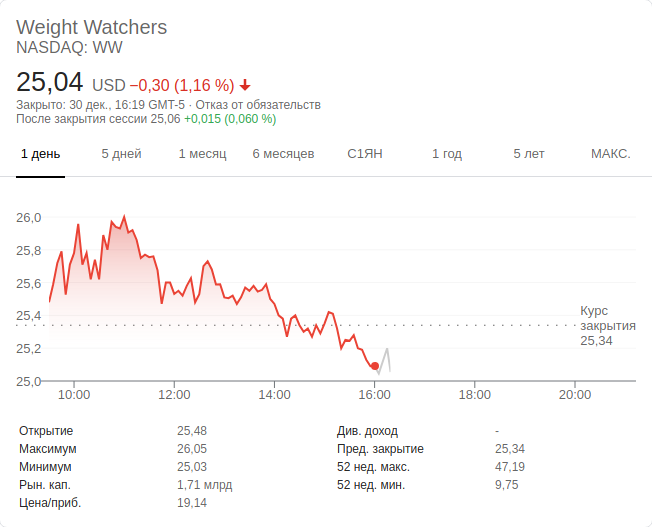 Weight Watchers
NASDAQ: WW
25,04 USD −0,30 (1,16 %)
Закрыто: 30 дек., 16:19 GMT-5 · Отказ от обязательств
После закрытия сессии 25,06 +0,015 (0,060 %)
1 день 5 дней 1 месяц 6 месяцев С1ЯН 1 год 5 лет МАКС.
26,0
25,8
25,6
25,4
25,2
25,0
Курс
закрытия
25,34
10:00 12:00 14:00 16:00 18:00 20:00
Открытие 25,48 Див. доход -
Максимум 26,05 Пред. закрытие 25,34
Минимум 25,03 52 нед. макс. 47,19
Рын. кап. 1,71 млрд 52 нед. мин. 9,75
Цена/приб. 19,14